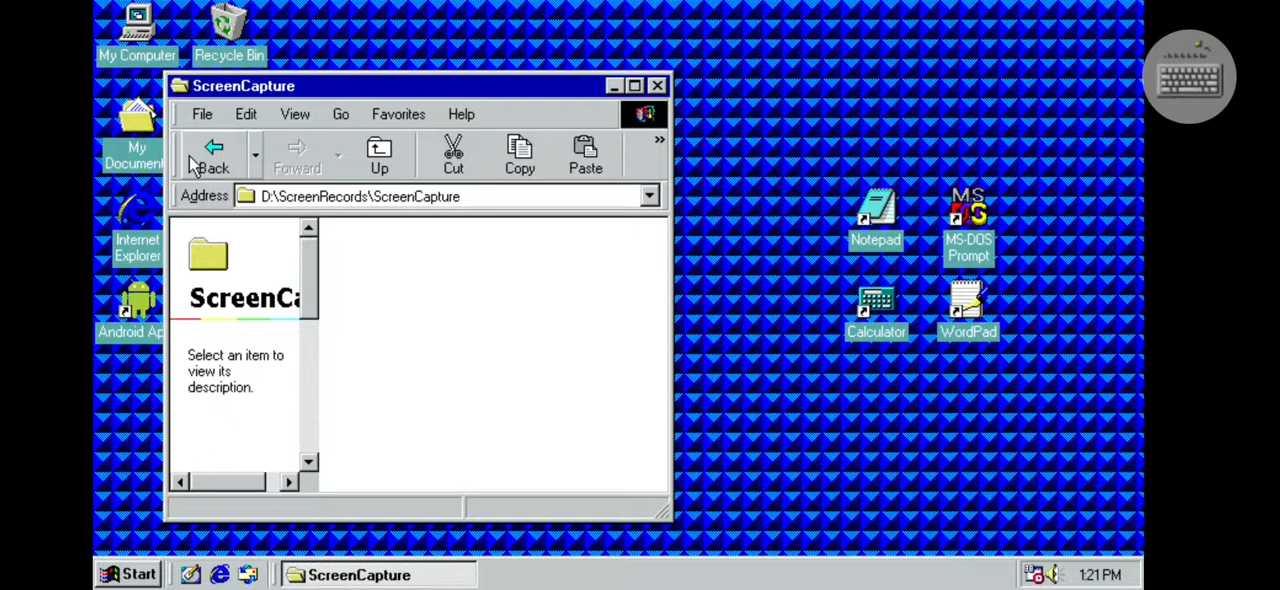 My Computer
Recycle Bin
ScreenCapture
File Edit View Go Favorites Help
Back Forward Up Cut Copy Paste »
Address D:\ScreenRecords\ScreenCapture
My
Document
Internet
Explorer
Android Ap
ScreenCa
Select an item to
view its
description.
Notepad
MS-DOS
Prompt
Calculator
WordPad
Start
ScreenCapture
1:21 PM